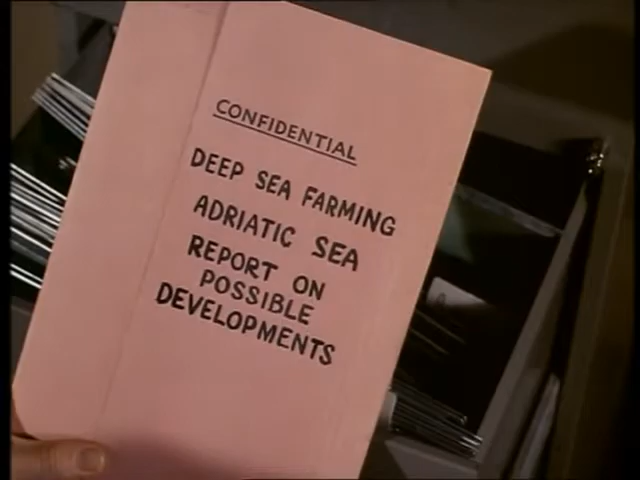 CONFIDENTIAL
DEEP SEA FARMING
ADRIATIC SEA
REPORT ON
POSSIBLE
DEVELOPMENTS